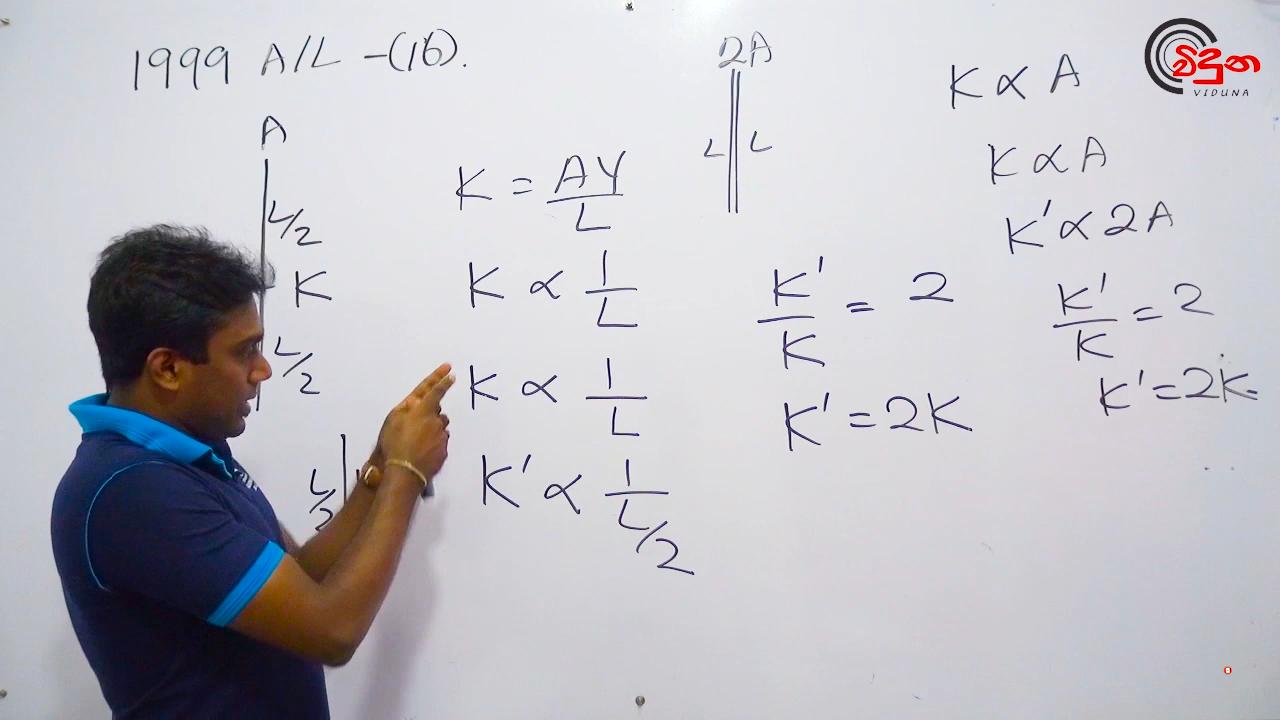 1999 A/L -(16).
A
L/2
K
L/2
L/2
K = AY/L
K ∝ 1/L
K ∝ 1/L
K' ∝ 1/L/2
2A
L L
K'/K = 2
K' = 2K
K ∝ A
K ∝ A
K' ∝ 2A
K'/K = 2
K' = 2K
විදුන
VIDUNA